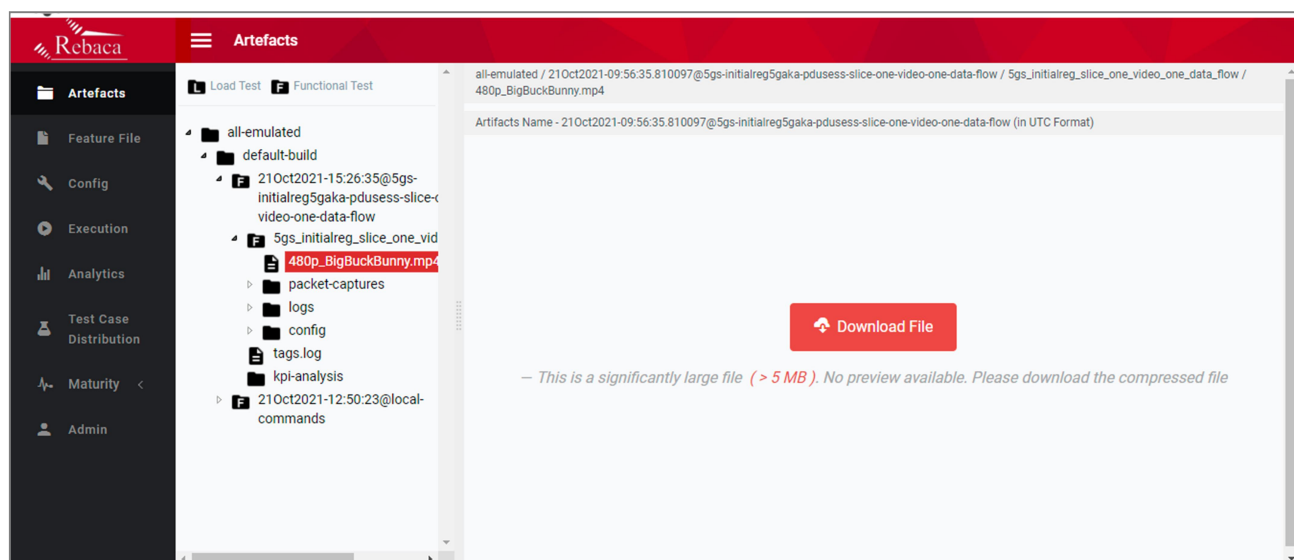 Rebaca
Artefacts
Artefacts
Feature File
Config
Execution
Analytics
Test Case
Distribution
Maturity <
Admin
L Load Test F Functional Test
all-emulated
default-build
F 21Oct2021-15:26:35@5gs-
initialreg5gaka-pdusess-slice-
video-one-data-flow
F 5gs_initialreg_slice_one_vid
480p_BigBuckBunny.mp4
packet-captures
logs
config
tags.log
kpi-analysis
F 21Oct2021-12:50:23@local-
commands
all-emulated / 21Oct2021-09:56:35.810097@5gs-initialreg5gaka-pdusess-slice-one-video-one-data-flow / 5gs_initialreg_slice_one_video_one_data_flow /
480p_BigBuckBunny.mp4
Artifacts Name - 21Oct2021-09:56:35.810097@5gs-initialreg5gaka-pdusess-slice-one-video-one-data-flow (in UTC Format)
Download File
— This is a significantly large file ( > 5 MB ). No preview available. Please download the compressed file